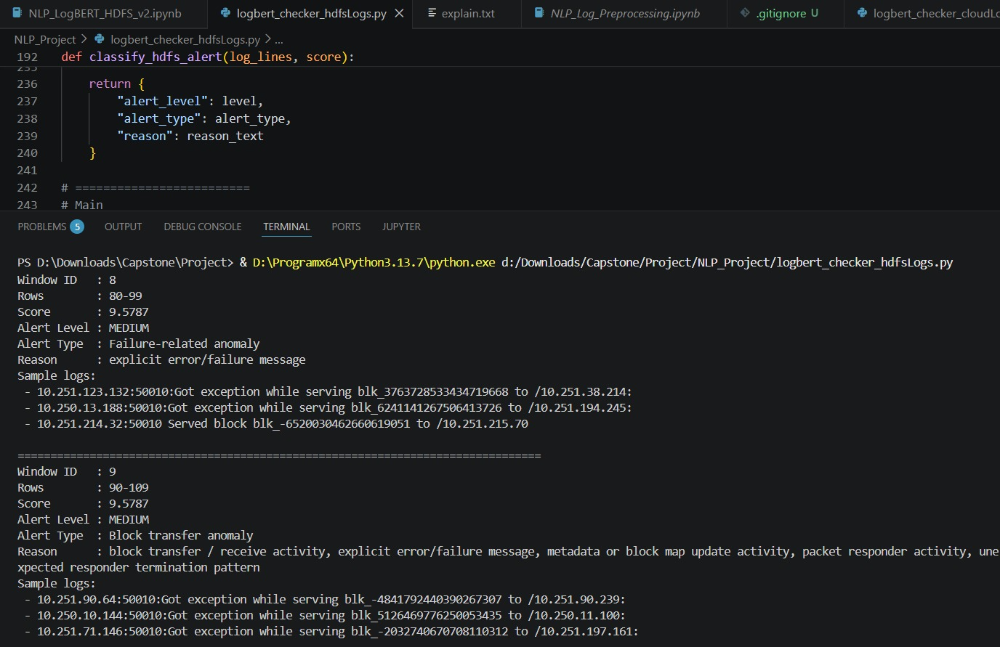 NLP_LogBERT_HDFS_v2.ipynb logbert_checker_hdfsLogs.py explain.txt NLP_Log_Preprocessing.ipynb .gitignore U logbert_checker_cloudLo
NLP_Project > logbert_checker_hdfsLogs.py > ...
192 def classify_hdfs_alert(log_lines, score):
235
236 return {
237 "alert_level": level,
238 "alert_type": alert_type,
239 "reason": reason_text
240 }
241
242 # =========================
243 # Main
PROBLEMS 5 OUTPUT DEBUG CONSOLE TERMINAL PORTS JUPYTER
PS D:\Downloads\Capstone\Project> & D:\Programx64\Python3.13.7\python.exe d:/Downloads/Capstone/Project/NLP_Project/logbert_checker_hdfsLogs.py
Window ID : 8
Rows : 80-99
Score : 9.5787
Alert Level : MEDIUM
Alert Type : Failure-related anomaly
Reason : explicit error/failure message
Sample logs:
- 10.251.123.132:50010:Got exception while serving blk_3763728533434719668 to /10.251.38.214:
- 10.250.13.188:50010:Got exception while serving blk_6241141267506413726 to /10.251.194.245:
- 10.251.214.32:50010 Served block blk_-6520030462660619051 to /10.251.215.70
================================================================================
Window ID : 9
Rows : 90-109
Score : 9.5787
Alert Level : MEDIUM
Alert Type : Block transfer anomaly
Reason : block transfer / receive activity, explicit error/failure message, metadata or block map update activity, packet responder activity, une
xpected responder termination pattern
Sample logs:
- 10.251.90.64:50010:Got exception while serving blk_-4841792440390267307 to /10.251.90.239:
- 10.250.10.144:50010:Got exception while serving blk_5126469776250053435 to /10.250.11.100:
- 10.251.71.146:50010:Got exception while serving blk_-2032740670708110312 to /10.251.197.161: